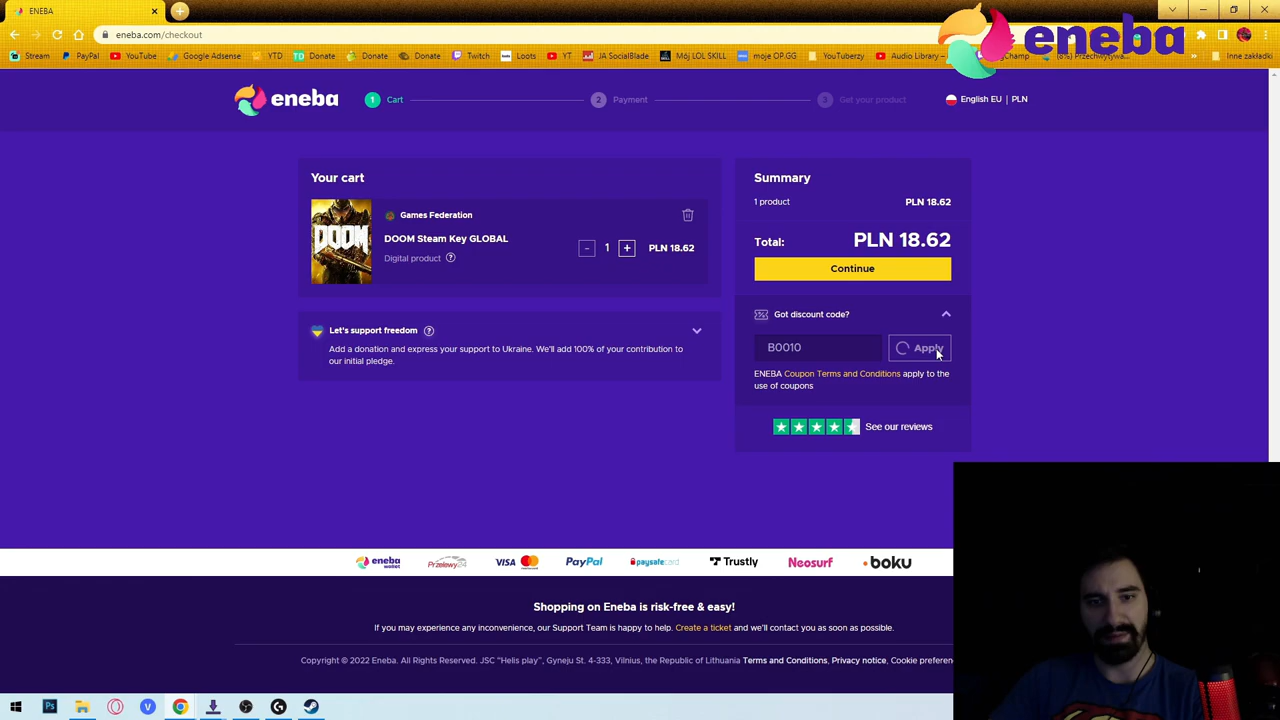 ENEBA
eneba.com/checkout
Stream
PayPal
YouTube
Google Adsense
YTD
Donate
Donate
Donate
Twitch
Loots
YT
JA SocialBlade
Mój LOL SKILL
moje OP.GG
YouTuberzy
Audio Library –
Inne zakładki
eneba
eneba
1
Cart
2
Payment
3
Get your product
English EU | PLN
Your cart
Games Federation
DOOM
DOOM Steam Key GLOBAL
Digital product ?
- 1 +
PLN 18.62
Let's support freedom ?
Add a donation and express your support to Ukraine. We'll add 100% of your contribution to
our initial pledge.
Summary
1 product
PLN 18.62
Total:
PLN 18.62
Continue
Got discount code?
B0010
Apply
ENEBA Coupon Terms and Conditions apply to the
use of coupons
See our reviews
eneba wallet
Przelewy24
VISA
PayPal
paysafecard
Trustly
Neosurf
boku
Shopping on Eneba is risk-free & easy!
If you may experience any inconvenience, our Support Team is happy to help. Create a ticket and we'll contact you as soon as possible.
Copyright © 2022 Eneba. All Rights Reserved. JSC "Helis play", Gyneju St. 4-333, Vilnius, the Republic of Lithuania Terms and Conditions, Privacy notice, Cookie preferen
Ps
V